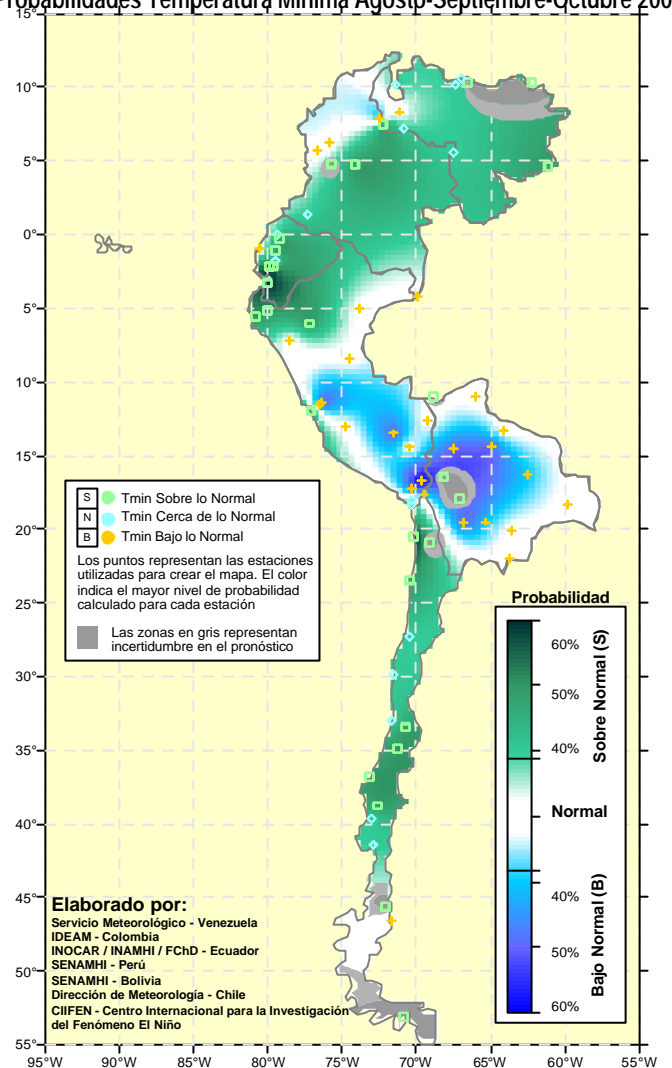 Probabilidades Temperatura Mínima Agosto-Septiembre-Octubre 200
15°
10°
5°
0°
5°
10°
15°
20°
25°
30°
35°
40°
45°
50°
55°
S Tmin Sobre lo Normal
N Tmin Cerca de lo Normal
B Tmin Bajo lo Normal
Los puntos representan las estaciones
utilizadas para crear el mapa. El color
indica el mayor nivel de probabilidad
calculado para cada estación
Las zonas en gris representan
incertidumbre en el pronóstico
Probabilidad
60%
50%
40%
Sobre Normal (S)
Normal
40%
50%
60%
Bajo Normal (B)
Elaborado por:
Servicio Meteorológico - Venezuela
IDEAM - Colombia
INOCAR / INAMHI / FChD - Ecuador
SENAMHI - Perú
SENAMHI - Bolivia
Dirección de Meteorología - Chile
CIIFEN - Centro Internacional para la Investigación
del Fenómeno El Niño
95°W 90°W 85°W 80°W 75°W 70°W 65°W 60°W 55°W